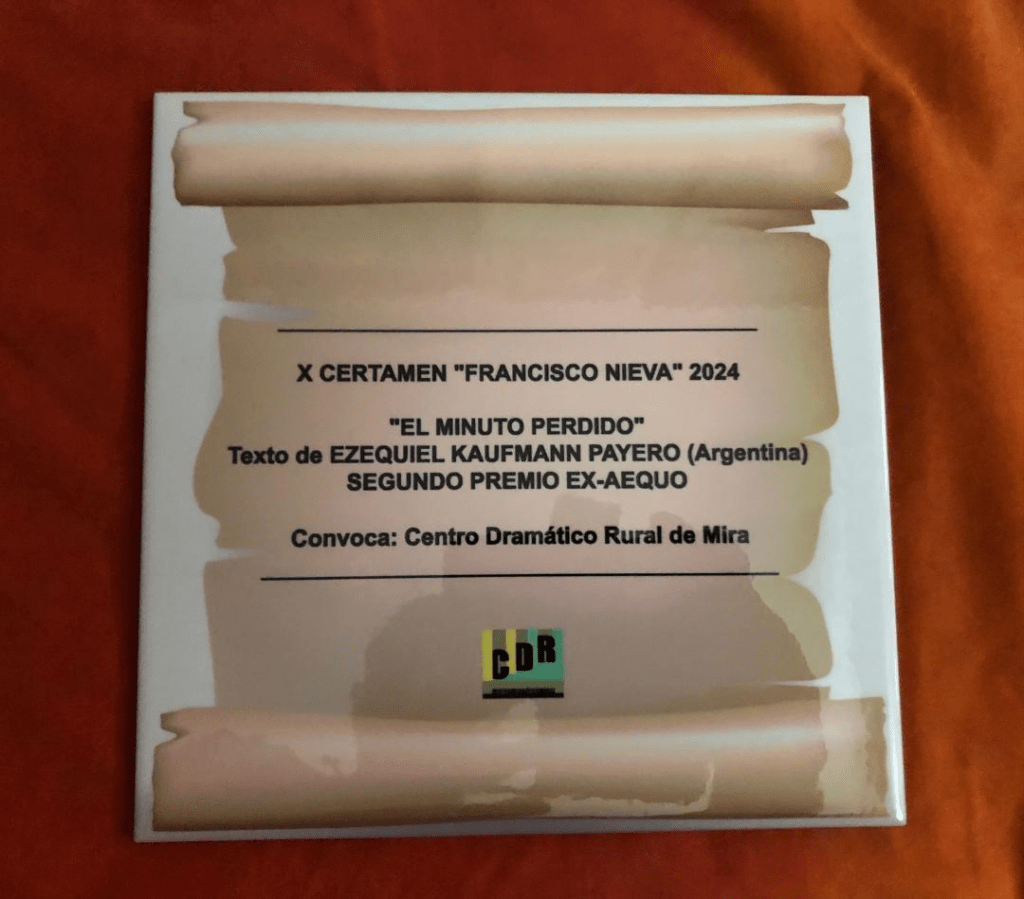 X CERTAMEN "FRANCISCO NIEVA" 2024
"EL MINUTO PERDIDO"
Texto de EZEQUIEL KAUFMANN PAYERO (Argentina)
SEGUNDO PREMIO EX-AEQUO
Convoca: Centro Dramático Rural de Mira
CDR